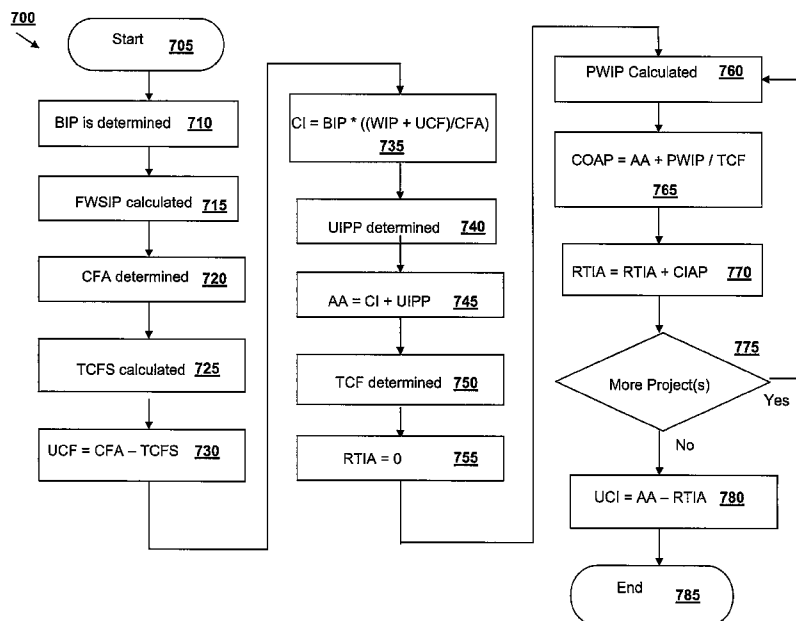 700
Start 705
BIP is determined 710
FWSIP calculated 715
CFA determined 720
TCFS calculated 725
UCF = CFA – TCFS 730
CI = BIP * ((WIP + UCF)/CFA)
735
UIPP determined 740
AA = CI + UIPP 745
TCF determined 750
RTIA = 0 755
PWIP Calculated 760
COAP = AA + PWIP / TCF
765
RTIA = RTIA + CIAP 770
775
More Project(s)
Yes
No
UCI = AA – RTIA 780
End 785